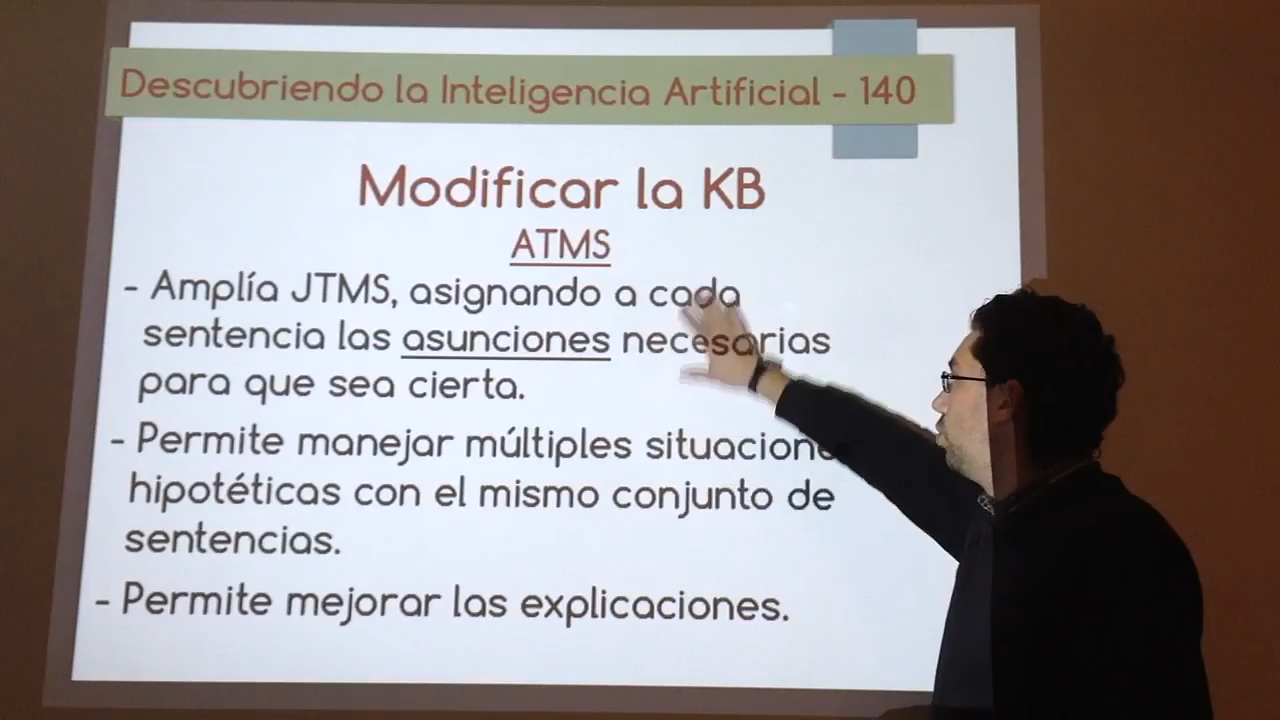 Descubriendo la Inteligencia Artificial - 140
Modificar la KB
ATMS
- Amplía JTMS, asignando a cada
sentencia las asunciones necesarias
para que sea cierta.
- Permite manejar múltiples situacione
hipotéticas con el mismo conjunto de
sentencias.
- Permite mejorar las explicaciones.